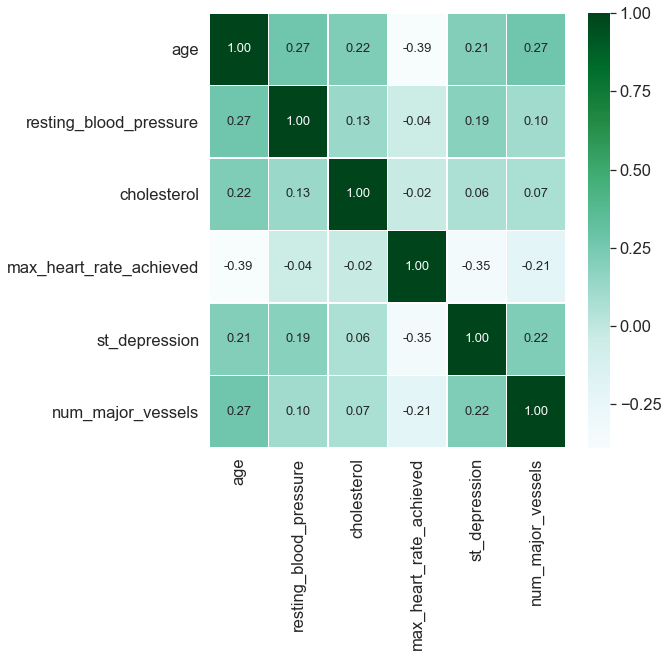 age 1.00 0.27 0.22 -0.39 0.21 0.27
resting_blood_pressure 0.27 1.00 0.13 -0.04 0.19 0.10
cholesterol 0.22 0.13 1.00 -0.02 0.06 0.07
max_heart_rate_achieved -0.39 -0.04 -0.02 1.00 -0.35 -0.21
st_depression 0.21 0.19 0.06 -0.35 1.00 0.22
num_major_vessels 0.27 0.10 0.07 -0.21 0.22 1.00
age
resting_blood_pressure
cholesterol
max_heart_rate_achieved
st_depression
num_major_vessels
1.00
0.75
0.50
0.25
0.00
−0.25